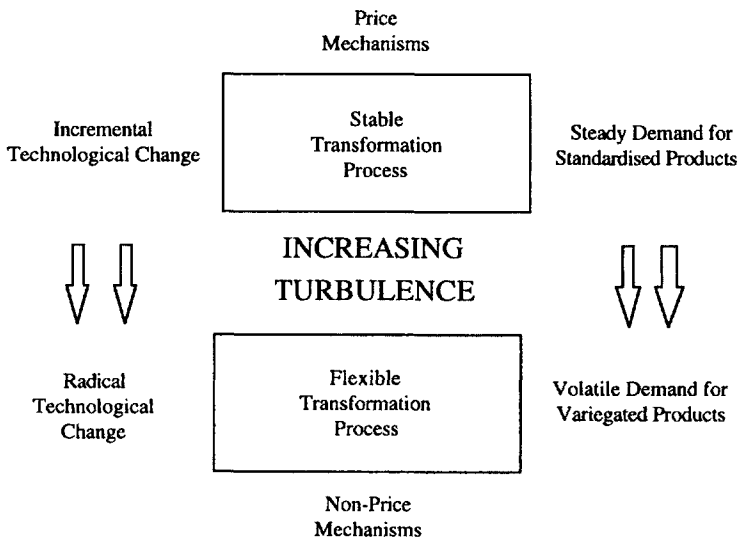 Price
Mechanisms
Incremental
Technological Change
Stable
Transformation
Process
Steady Demand for
Standardised Products
INCREASING
TURBULENCE
Radical
Technological
Change
Flexible
Transformation
Process
Volatile Demand for
Variegated Products
Non-Price
Mechanisms